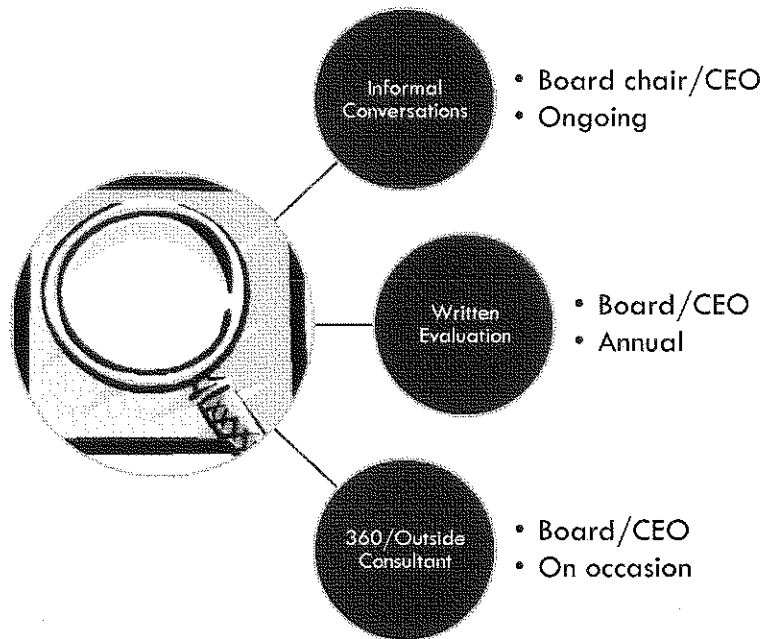 Informal
Conversations
• Board chair/CEO
• Ongoing
Written
Evaluation
• Board/CEO
• Annual
360/Outside
Consultant
• Board/CEO
• On occasion